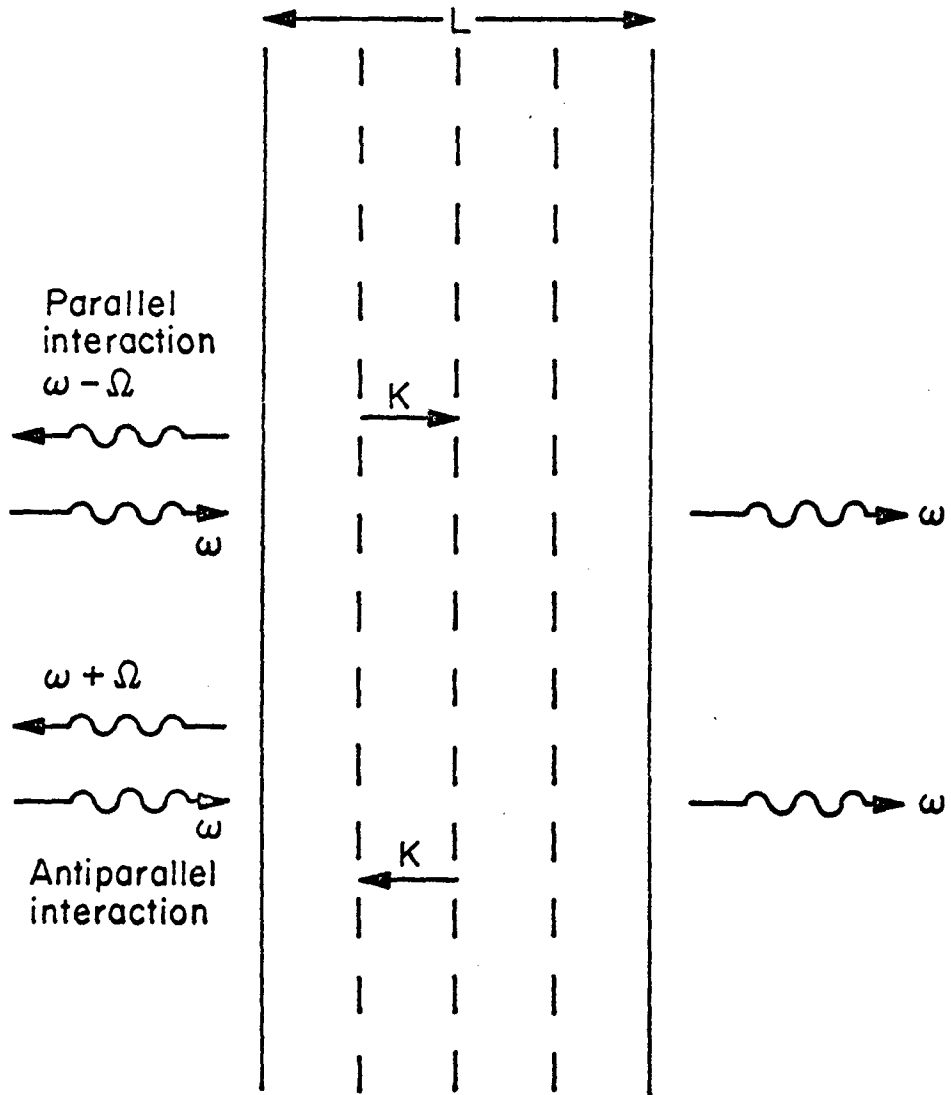 L
Parallel
interaction
ω − Ω
K
ω
ω
ω + Ω
ω
ω
K
Antiparallel
interaction